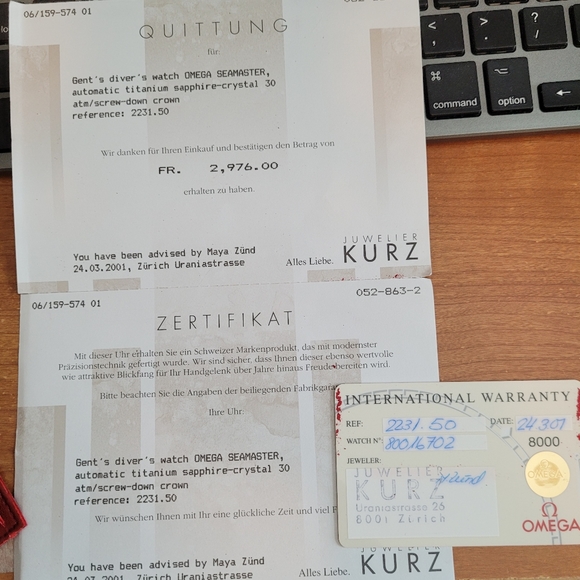 06/159-574 01
QUITTUNG
für
Gent's diver's watch OMEGA SEAMASTER,
automatic titanium sapphire-crystal 30
atm/screw-down crown
reference: 2231.50
Wir danken für Ihren Einkauf und bestätigen den Betrag von
FR. 2,976.00
erhalten zu haben.
You have been advised by Maya Zünd
24.03.2001, Zürich Uraniastrasse
Alles Liebe.
JUWELIER
KURZ
06/159-574 01
052-863-2
ZERTIFIKAT
Mit dieser Uhr erhalten Sie ein Schweizer Markenprodukt, das mit modernster
Präzisionstechnik gefertigt wurde. Wir sind sicher, dass Ihnen dieser ebenso wertvolle
wie attraktive Blickfang für Ihr Handgelenk über Jahre hinaus Freude bereiten wird.
Bitte beachten Sie die Angaben der beiliegenden Fabrikgara
Ihre Uhr:
Gent's diver's watch OMEGA SEAMASTER,
automatic titanium sapphire-crystal 30
atm/screw-down crown
reference: 2231.50
Wir wünschen Ihnen mit Ihr eine glückliche Zeit und viel F
You have been advised by Maya Zünd
24.03.2001, Zürich Uraniastrasse
Alles Liebe.
JUWELIER
KURZ
INTERNATIONAL WARRANTY
REF: 2231.50 DATE: 24 3 01
WATCH N°: 80016702 8000
JEWELER:
JUWELIER
KURZ
Uraniastrasse 26
8001 Zürich
Zünd
OMEGA
Ω
OMEGA
< ,
> .
? /
⌘
command
⌥
option
←